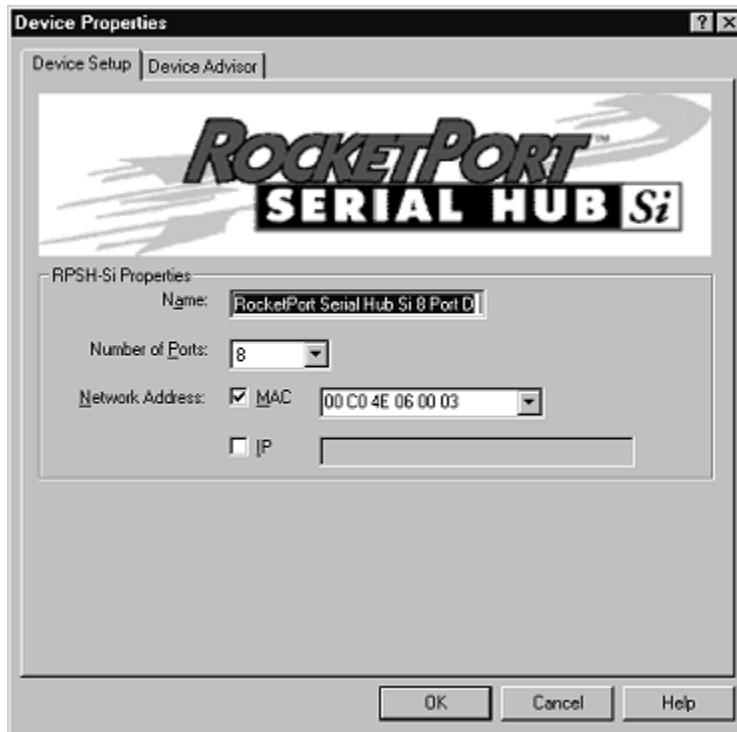 Device Properties
Device Setup Device Advisor
ROCKETPORT™
SERIAL HUB Si
RPSH-Si Properties
Name: RocketPort Serial Hub Si 8 Port D
Number of Ports: 8
Network Address: MAC 00 C0 4E 06 00 03
IP
OK Cancel Help